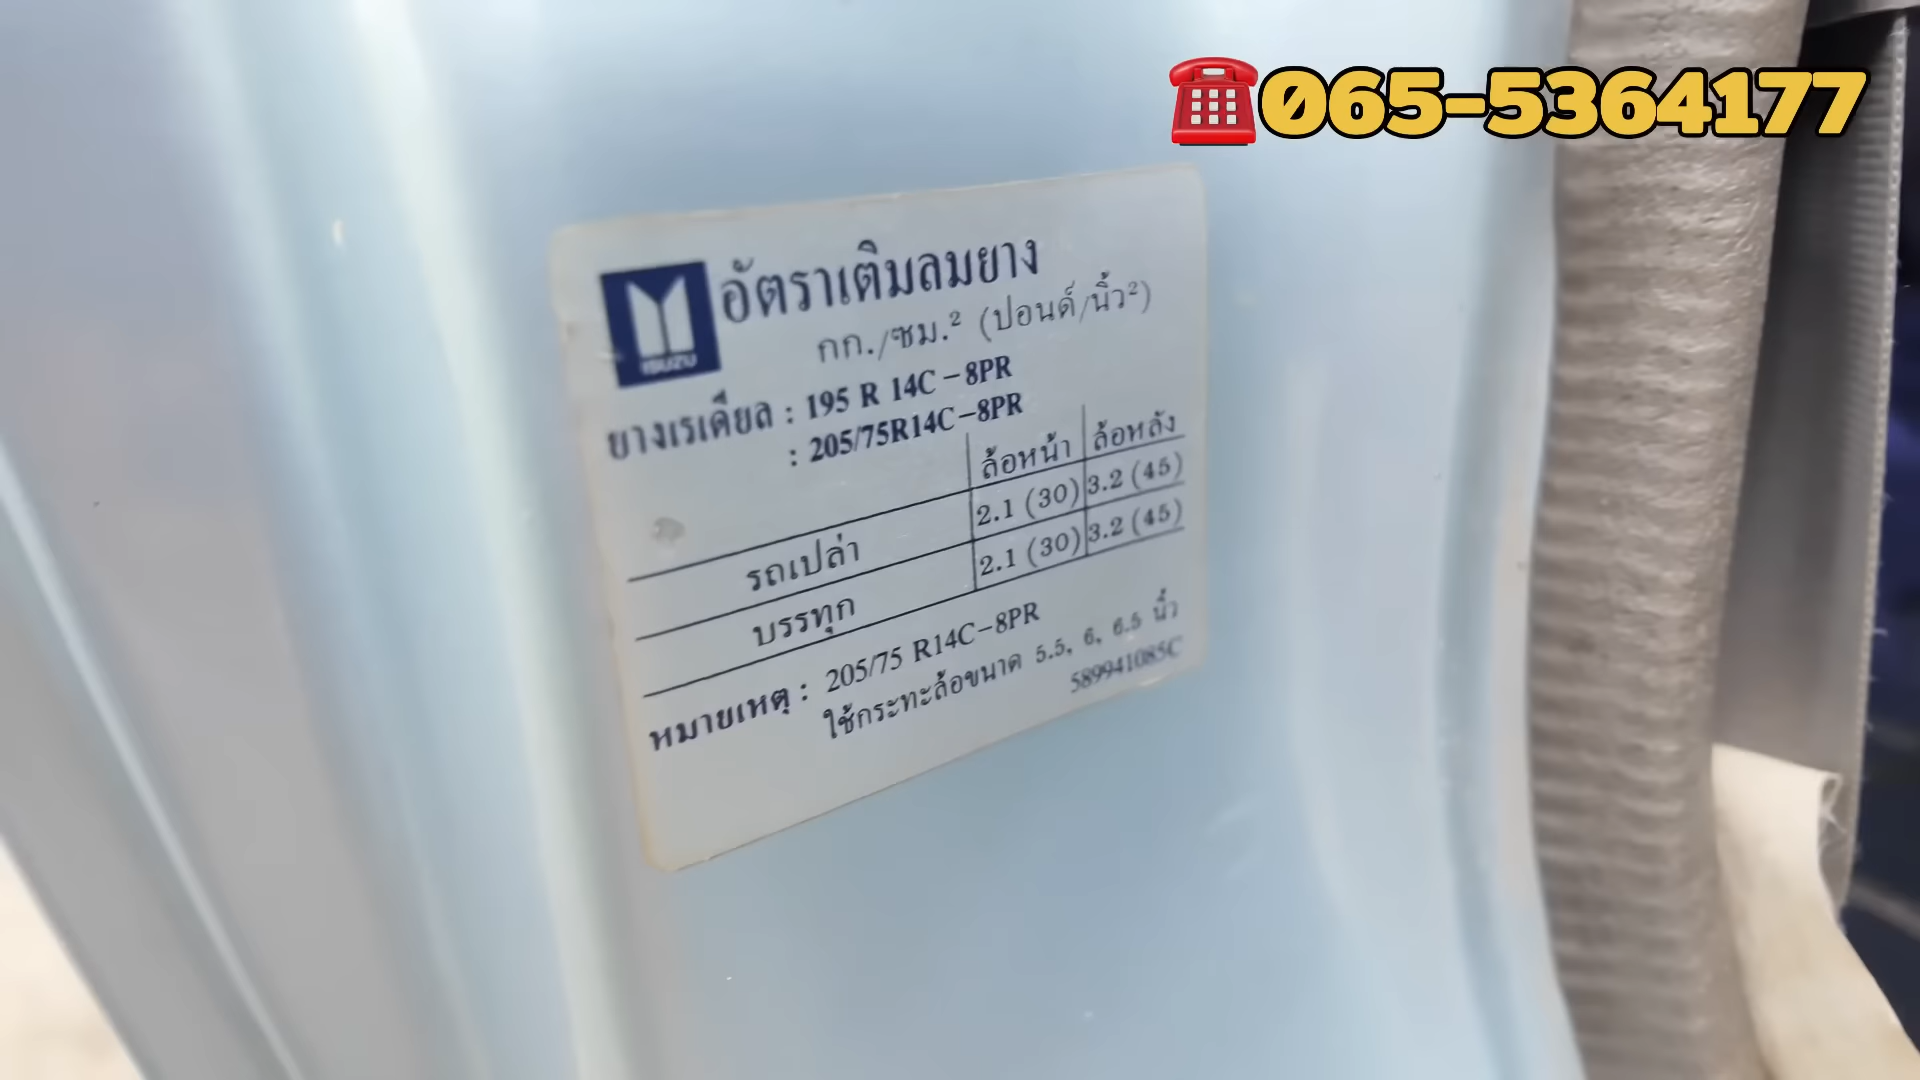 065-5364177
ISUZU
อัตราเติมลมยาง
กก./ซม.² (ปอนด์/นิ้ว²)
ยางเรเดียล : 195 R 14C-8PR
: 205/75R14C-8PR
ล้อหน้า ล้อหลัง
รถเปล่า 2.1 (30) 3.2 (45)
บรรทุก 2.1 (30) 3.2 (45)
หมายเหตุ : 205/75 R14C-8PR
ใช้กระทะล้อขนาด 5.5, 6, 6.5 นิ้ว
589941085C